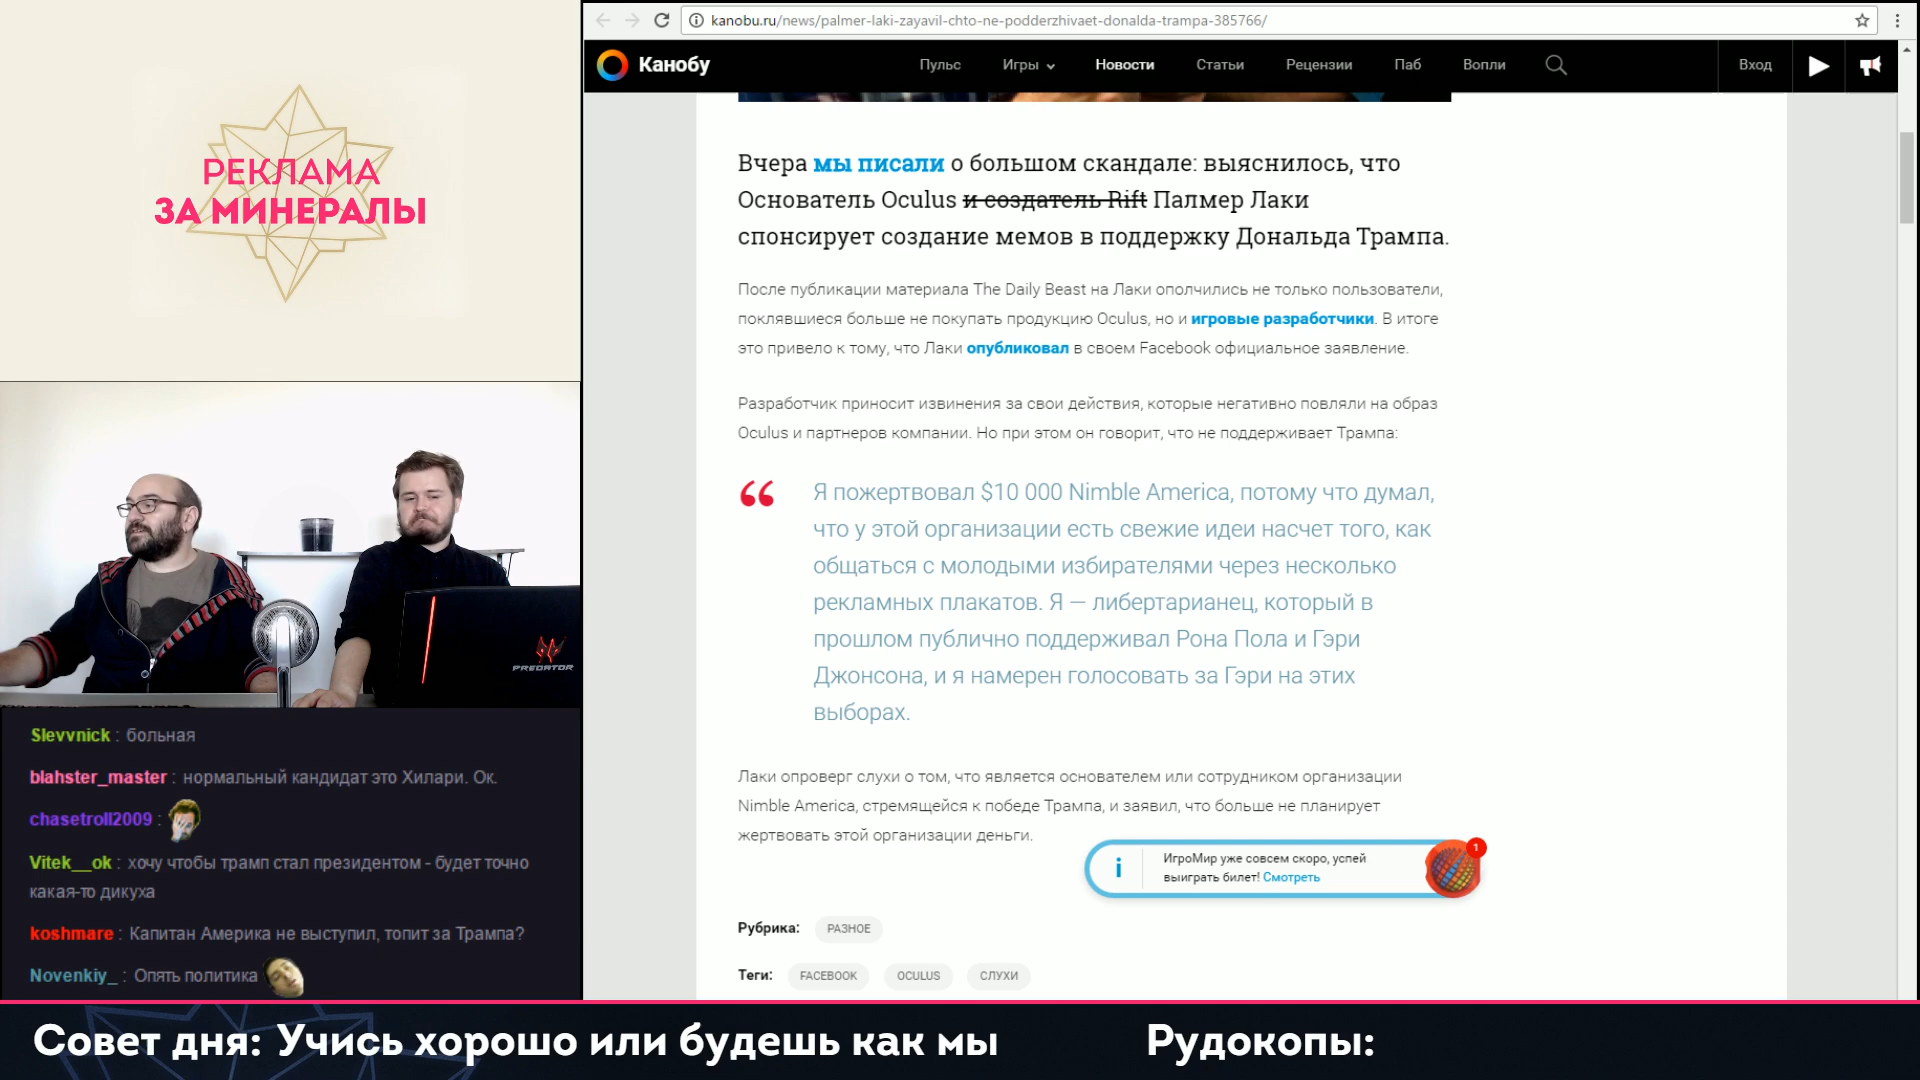 РЕКЛАМА
ЗА МИНЕРАЛЫ
PREDATOR
Slevvnick : больная
blahster_master : нормальный кандидат это Хилари. Ок.
chasetroll2009 :
Vitek__ok : хочу чтобы трамп стал президентом - будет точно
какая-то дикуха
koshmare : Капитан Америка не выступил, топит за Трампа?
Novenkiy_ : Опять политика
kanobu.ru/news/palmer-laki-zayavil-chto-ne-podderzhivaet-donalda-trampa-385766/
Канобу
Пульс Игры Новости Статьи Рецензии Паб Вопли Вход
Вчера мы писали о большом скандале: выяснилось, что
Основатель Oculus и создатель Rift Палмер Лаки
спонсирует создание мемов в поддержку Дональда Трампа.
После публикации материала The Daily Beast на Лаки ополчились не только пользователи,
поклявшиеся больше не покупать продукцию Oculus, но и игровые разработчики. В итоге
это привело к тому, что Лаки опубликовал в своем Facebook официальное заявление.
Разработчик приносит извинения за свои действия, которые негативно повляли на образ
Oculus и партнеров компании. Но при этом он говорит, что не поддерживает Трампа:
“ Я пожертвовал $10 000 Nimble America, потому что думал,
что у этой организации есть свежие идеи насчет того, как
общаться с молодыми избирателями через несколько
рекламных плакатов. Я — либертарианец, который в
прошлом публично поддерживал Рона Пола и Гэри
Джонсона, и я намерен голосовать за Гэри на этих
выборах.
Лаки опроверг слухи о том, что является основателем или сотрудником организации
Nimble America, стремящейся к победе Трампа, и заявил, что больше не планирует
жертвовать этой организации деньги.
i ИгроМир уже совсем скоро, успей
выиграть билет! Смотреть
1
Рубрика: РАЗНОЕ
Теги: FACEBOOK OCULUS СЛУХИ
Совет дня: Учись хорошо или будешь как мы
Рудокопы: